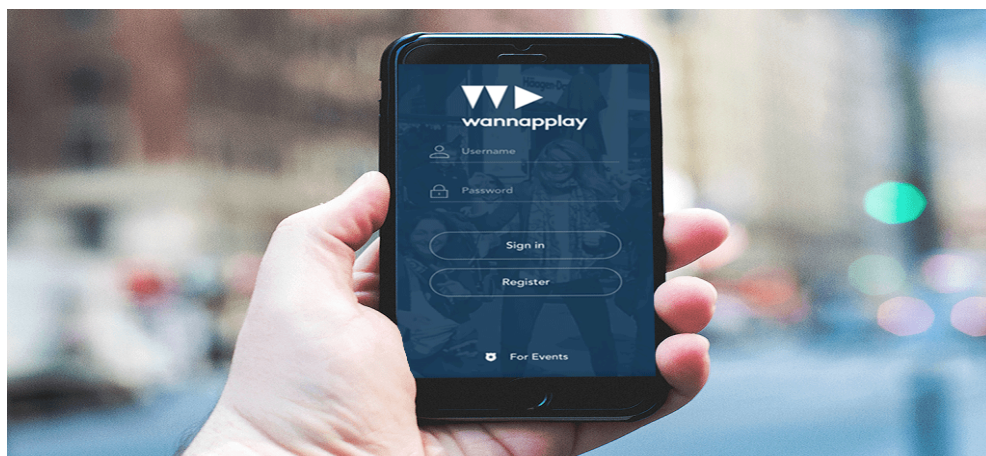 wannapplay
Username
Password
Sign in
Register
For Events